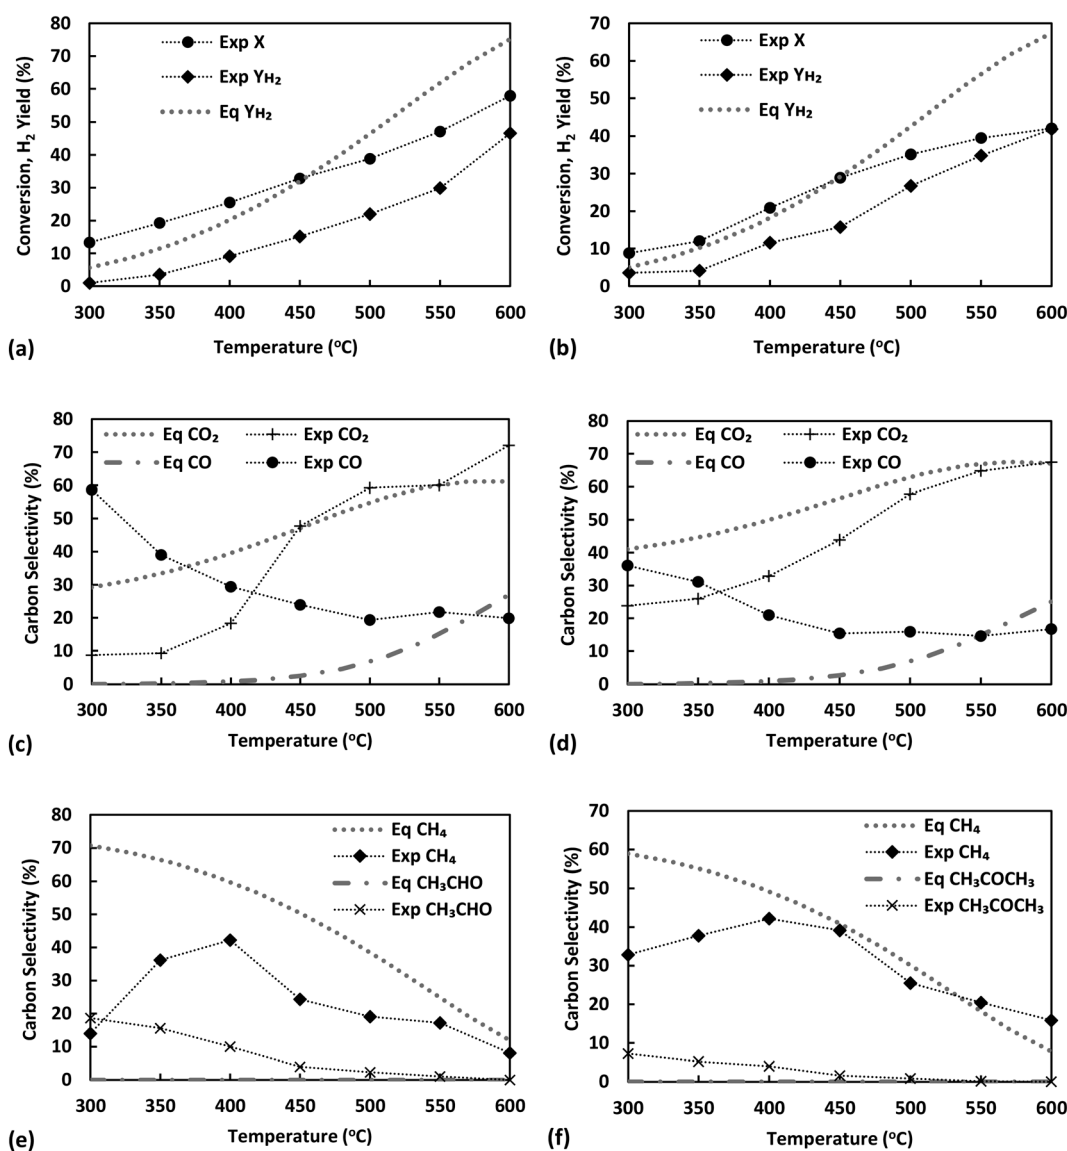 80
70
60
50
40
30
20
10
0
Conversion, H₂ Yield (%)
Exp X
Exp YH₂
Eq YH₂
300 350 400 450 500 550 600
Temperature (°C)
(a)
70
60
50
40
30
20
10
0
Conversion, H₂ Yield (%)
Exp X
Exp YH₂
Eq YH₂
300 350 400 450 500 550 600
Temperature (°C)
(b)
80
70
60
50
40
30
20
10
0
Carbon Selectivity (%)
Eq CO₂ Exp CO₂
Eq CO Exp CO
300 350 400 450 500 550 600
Temperature (°C)
(c)
80
70
60
50
40
30
20
10
0
Carbon Selectivity (%)
Eq CO₂ Exp CO₂
Eq CO Exp CO
300 350 400 450 500 550 600
Temperature (°C)
(d)
80
70
60
50
40
30
20
10
0
Carbon Selectivity (%)
Eq CH₄
Exp CH₄
Eq CH₃CHO
Exp CH₃CHO
300 350 400 450 500 550 600
Temperature (°C)
(e)
70
60
50
40
30
20
10
0
Carbon Selectivity (%)
Eq CH₄
Exp CH₄
Eq CH₃COCH₃
Exp CH₃COCH₃
300 350 400 450 500 550 600
Temperature (°C)
(f)